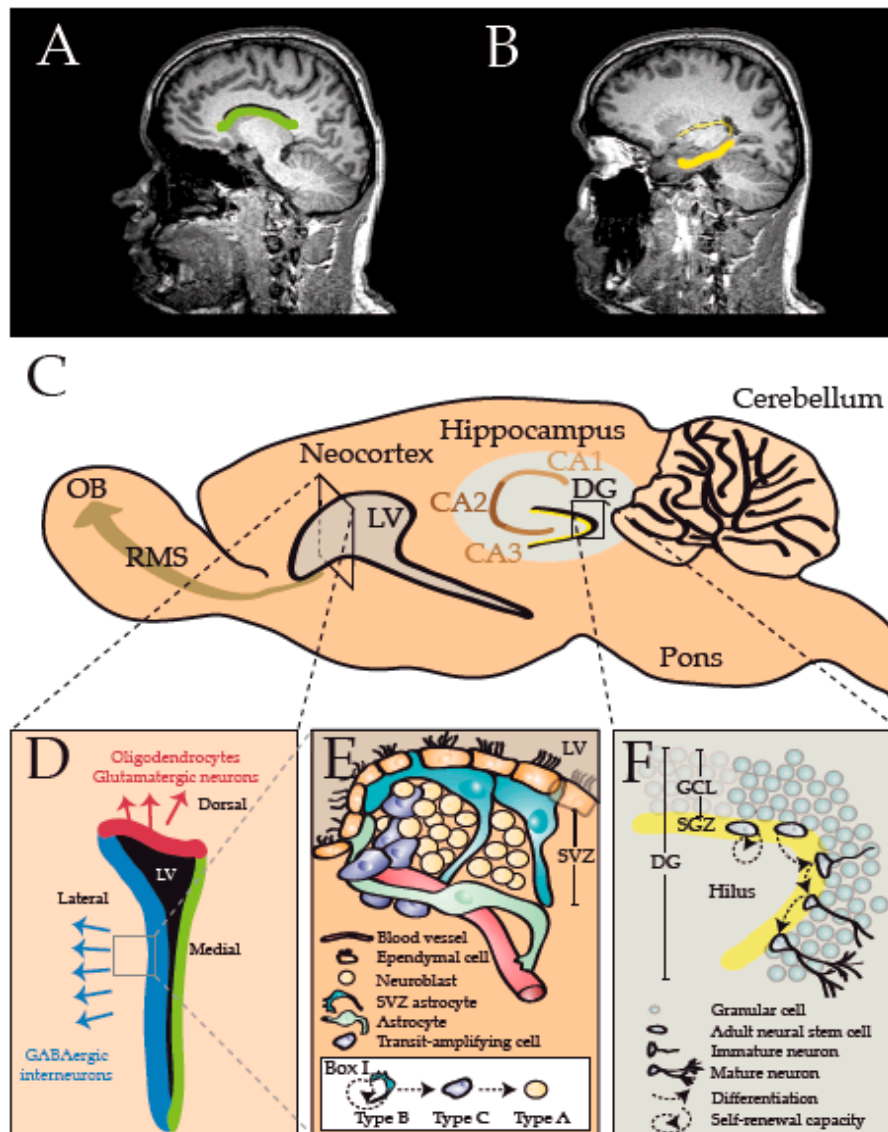 A
B
C
Cerebellum
Hippocampus
Neocortex
CA1
OB
DG
LV
CA2
RMS
CA3
Pons
D
Oligodendrocytes
Glutamatergic neurons
Dorsal
LV
Lateral
Medial
GABAergic
interneurons
E
LV
SVZ
Blood vessel
Ependymal cell
Neuroblast
SVZ astrocyte
Astrocyte
Transit-amplifying cell
Box I
Type B
Type C
Type A
F
GCL
SGZ
DG
Hilus
Granular cell
Adult neural stem cell
Immature neuron
Mature neuron
Differentiation
Self-renewal capacity